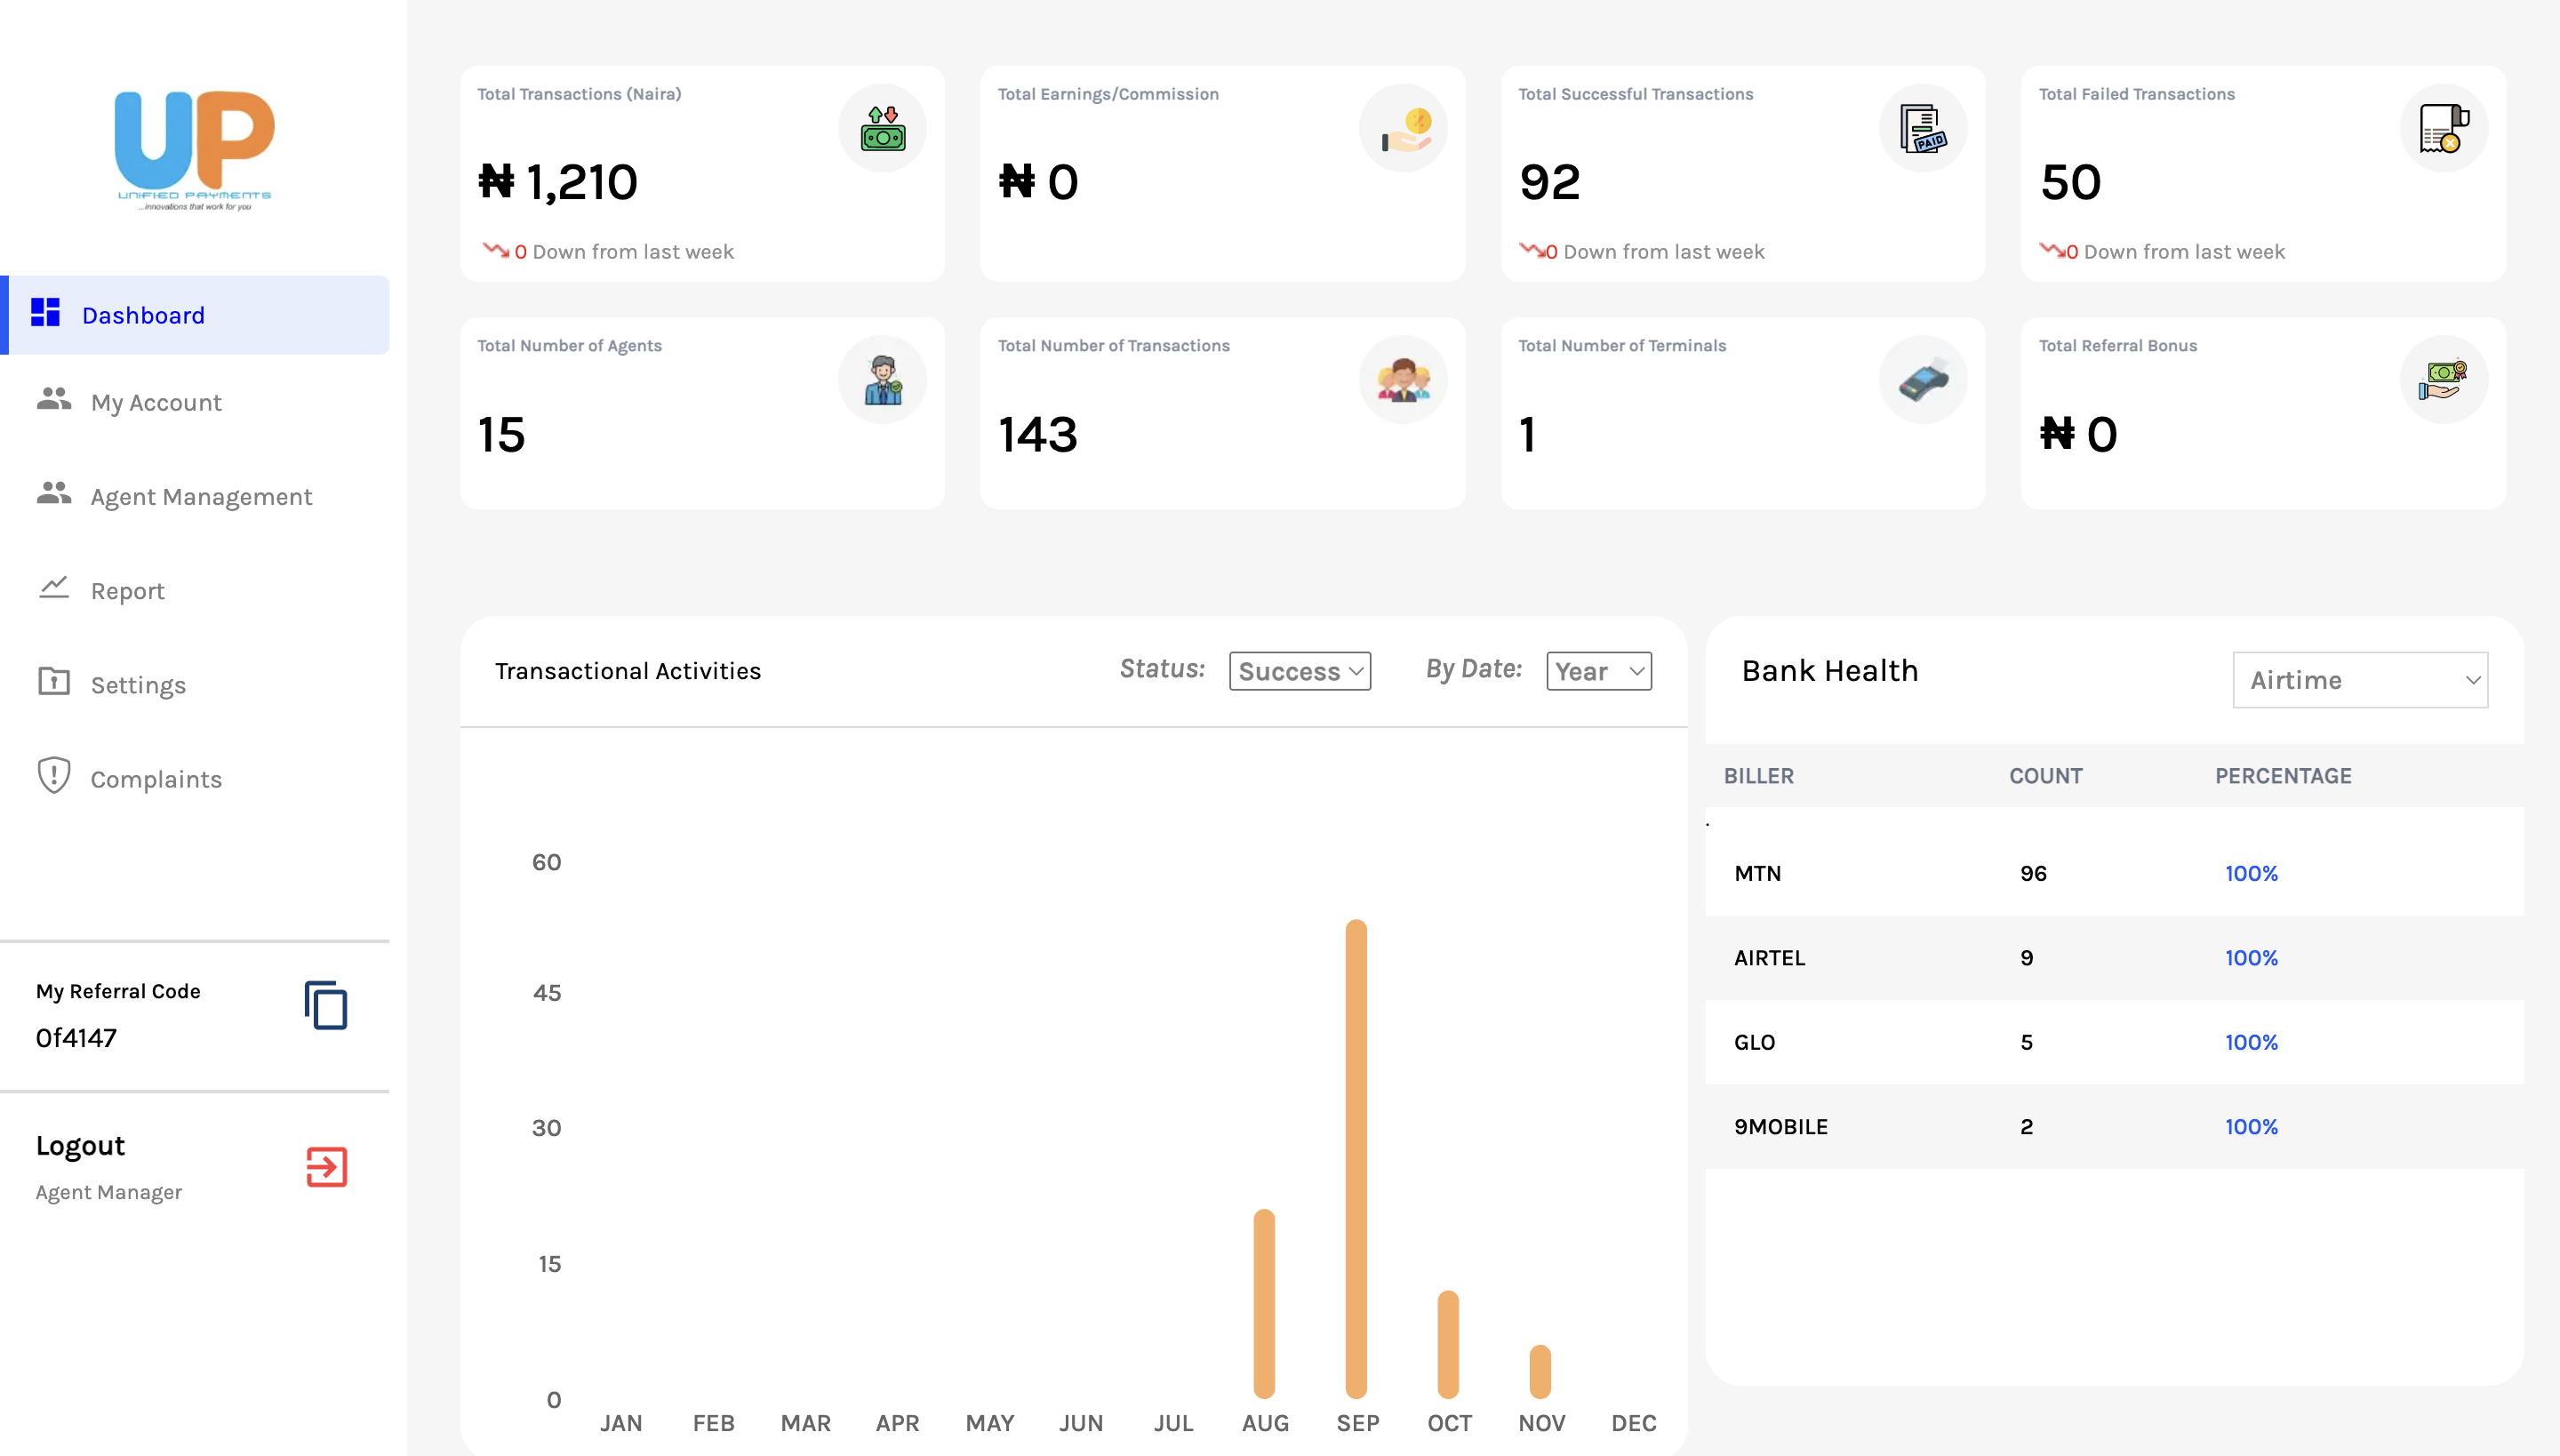 UP
UNIFIED PAYMENTS
...innovations that work for you
Dashboard
My Account
Agent Management
Report
Settings
Complaints
My Referral Code
0f4147
Logout
Agent Manager
Total Transactions (Naira)
₦ 1,210
0 Down from last week
Total Earnings/Commission
₦ 0
Total Successful Transactions
PAID
92
0 Down from last week
Total Failed Transactions
50
0 Down from last week
Total Number of Agents
15
Total Number of Transactions
143
Total Number of Terminals
1
Total Referral Bonus
₦ 0
Transactional Activities Status: Success By Date: Year
60
45
30
15
0
JAN FEB MAR APR MAY JUN JUL AUG SEP OCT NOV DEC
Bank Health Airtime
BILLER COUNT PERCENTAGE
.
MTN 96 100%
AIRTEL 9 100%
GLO 5 100%
9MOBILE 2 100%